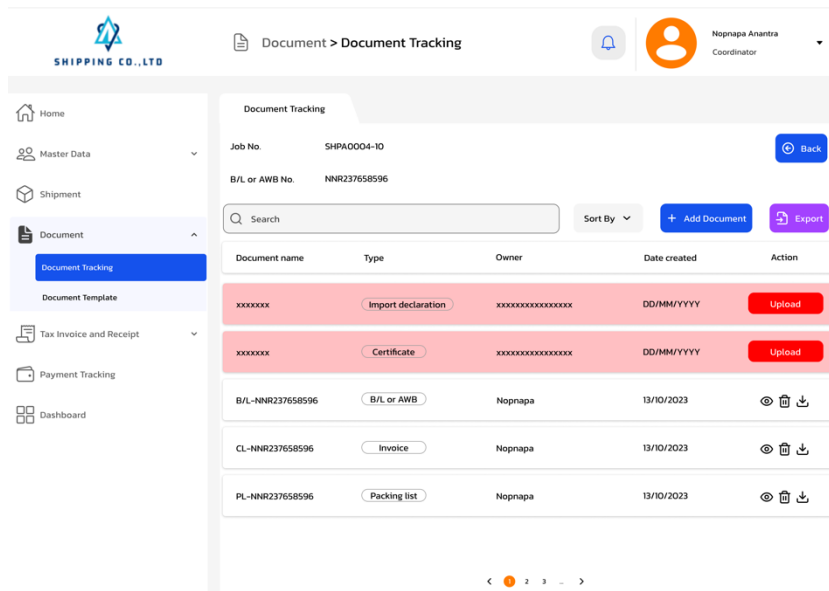 SHIPPING CO.,LTD
Document > Document Tracking
Nopnapa Anantra
Coordinator
Home
Master Data
Shipment
Document
Document Tracking
Document Template
Tax Invoice and Receipt
Payment Tracking
Dashboard
Document Tracking
Job No. SHPA0004-10
Back
B/L or AWB No. NNR237658596
Search
Sort By
+ Add Document
Export
Document name Type Owner Date created Action
xxxxxxx Import declaration xxxxxxxxxxxxxxxx DD/MM/YYYY Upload
xxxxxxx Certificate xxxxxxxxxxxxxxxx DD/MM/YYYY Upload
B/L-NNR237658596 B/L or AWB Nopnapa 13/10/2023
CL-NNR237658596 Invoice Nopnapa 13/10/2023
PL-NNR237658596 Packing list Nopnapa 13/10/2023
< 1 2 3 ... >